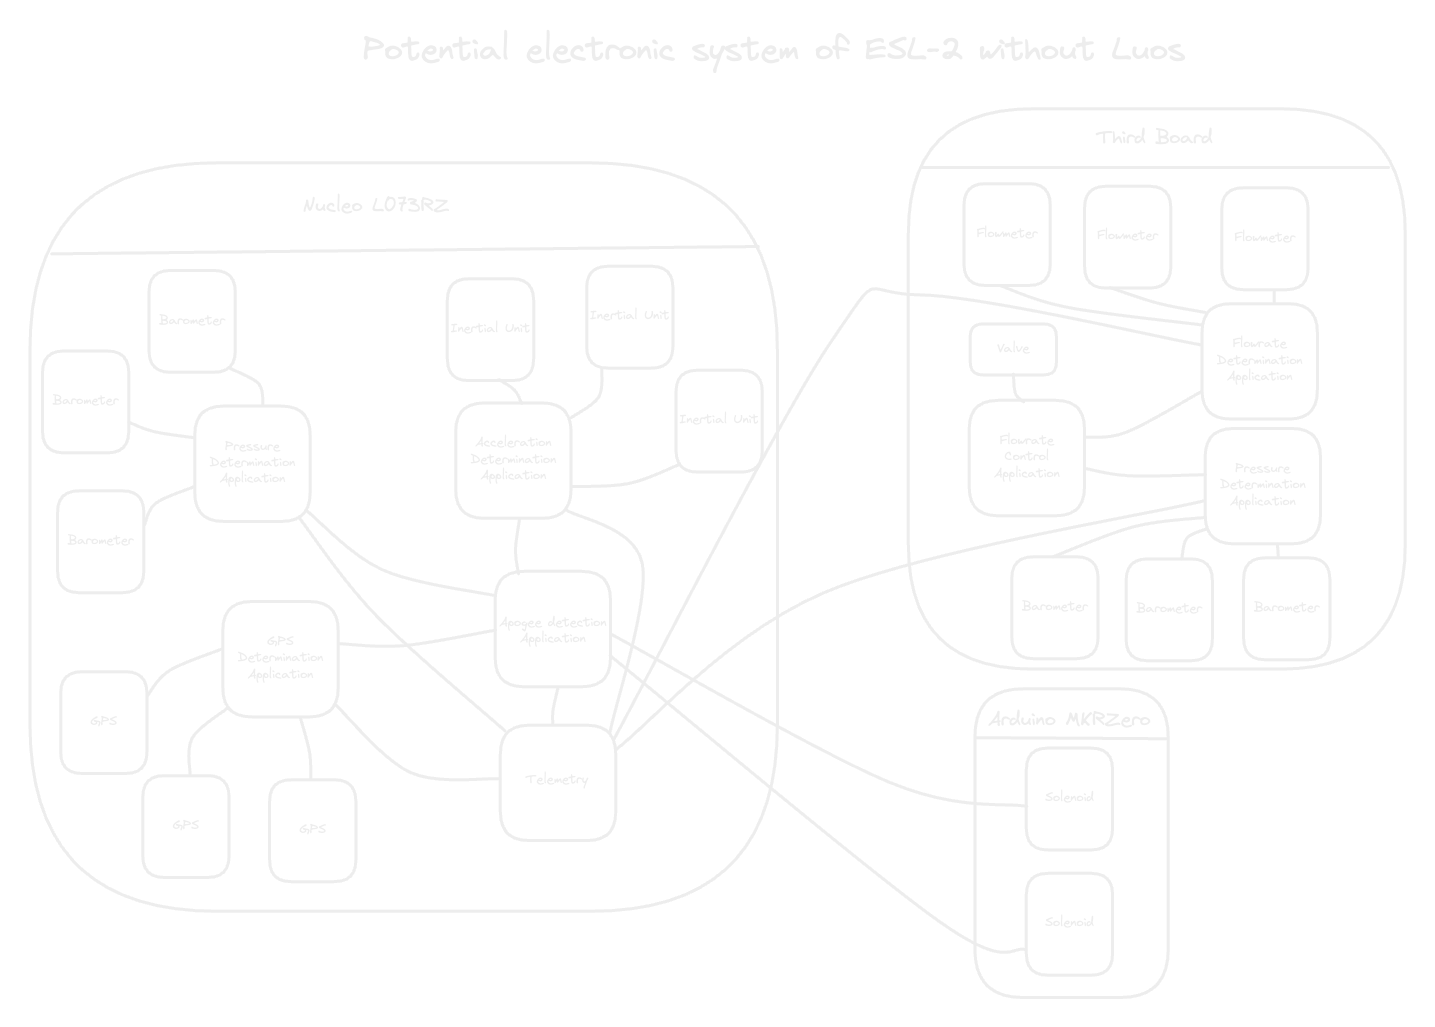 Potential electronic system of ESL-2 without Luos
Nucleo L073RZ
Barometer
Barometer
Barometer
Pressure
Determination
Application
Inertial Unit
Inertial Unit
Inertial Unit
Acceleration
Determination
Application
Apogee detection
Application
GPS
Determination
Application
GPS
GPS
GPS
Telemetry
Third Board
Flowmeter
Flowmeter
Flowmeter
Valve
Flowrate
Determination
Application
Flowrate
Control
Application
Pressure
Determination
Application
Barometer
Barometer
Barometer
Arduino MKRZero
Solenoid
Solenoid